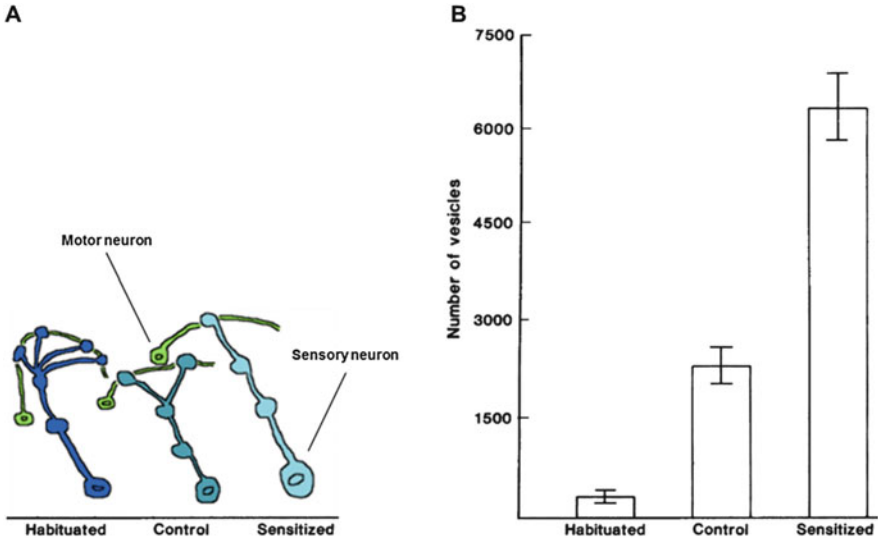 A
Motor neuron
Sensory neuron
Habituated Control Sensitized
B
Number of vesicles
7500
6000
4500
3000
1500
Habituated Control Sensitized